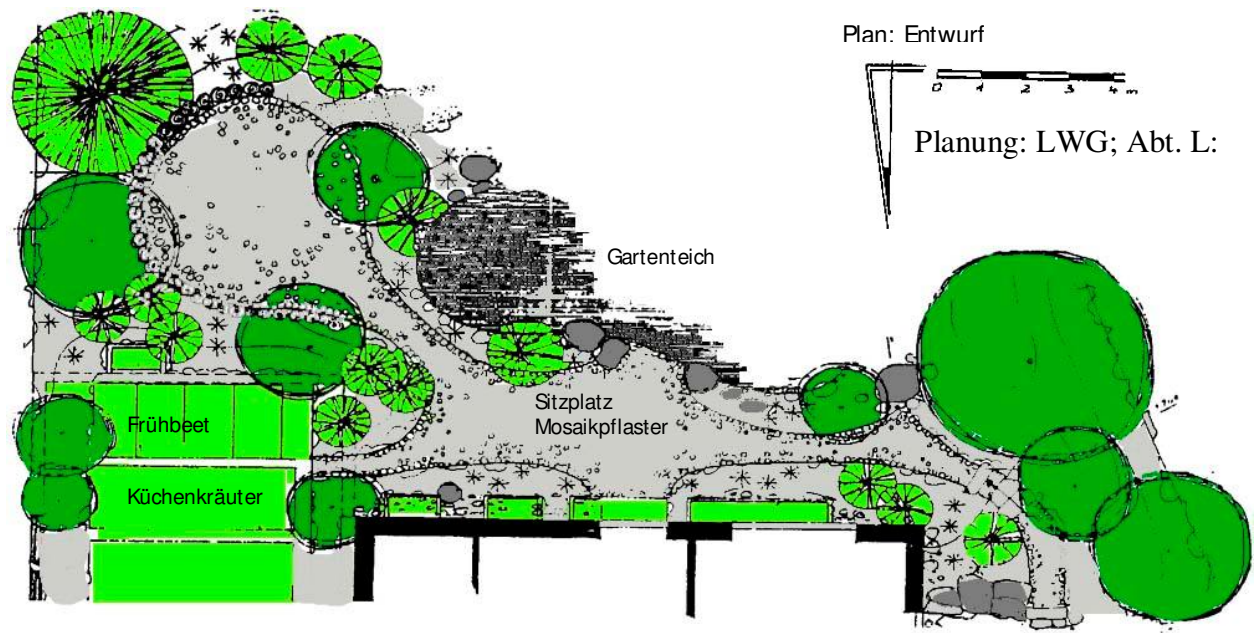 Plan: Entwurf
0 1 2 3 4 m
Planung: LWG; Abt. L:
Gartenteich
Sitzplatz
Mosaikpflaster
Frühbeet
Küchenkräuter